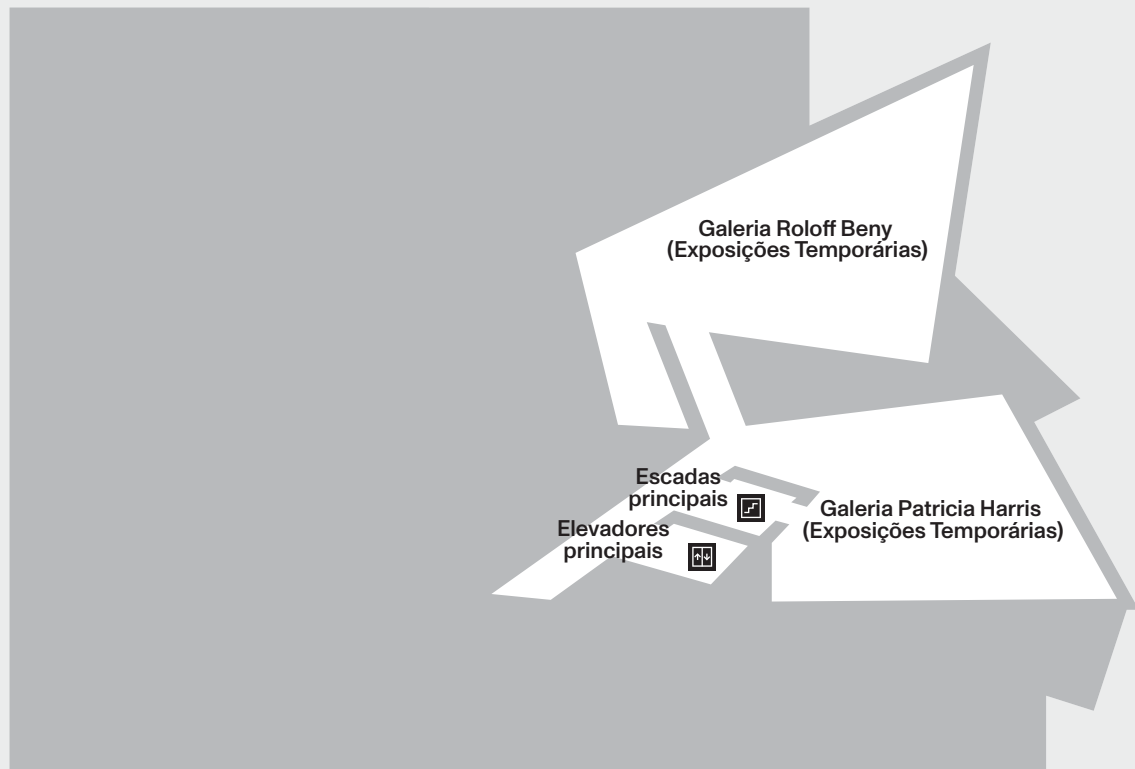 Galeria Roloff Beny
(Exposições Temporárias)
Escadas
principais
Elevadores
principais
Galeria Patricia Harris
(Exposições Temporárias)